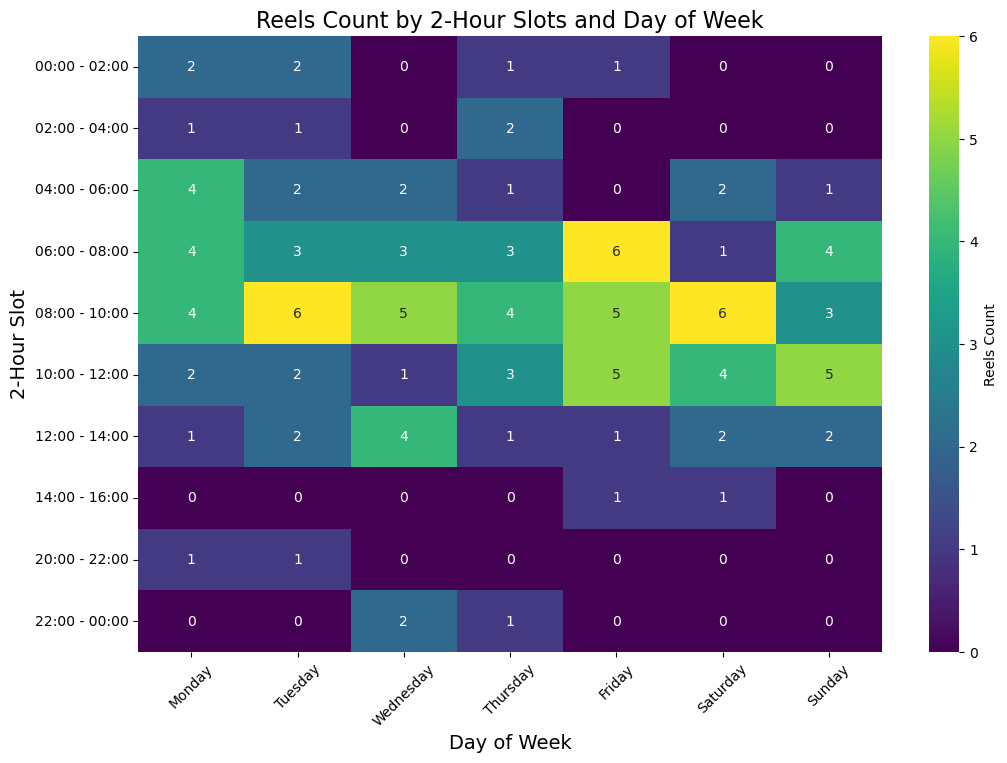 Reels Count by 2-Hour Slots and Day of Week
00:00 - 02:00 2 2 0 1 1 0 0
02:00 - 04:00 1 1 0 2 0 0 0
04:00 - 06:00 4 2 2 1 0 2 1
06:00 - 08:00 4 3 3 3 6 1 4
08:00 - 10:00 4 6 5 4 5 6 3
10:00 - 12:00 2 2 1 3 5 4 5
12:00 - 14:00 1 2 4 1 1 2 2
14:00 - 16:00 0 0 0 0 1 1 0
20:00 - 22:00 1 1 0 0 0 0 0
22:00 - 00:00 0 0 2 1 0 0 0
Monday Tuesday Wednesday Thursday Friday Saturday Sunday
Day of Week
2-Hour Slot
6
5
4
3
2
1
0
Reels Count